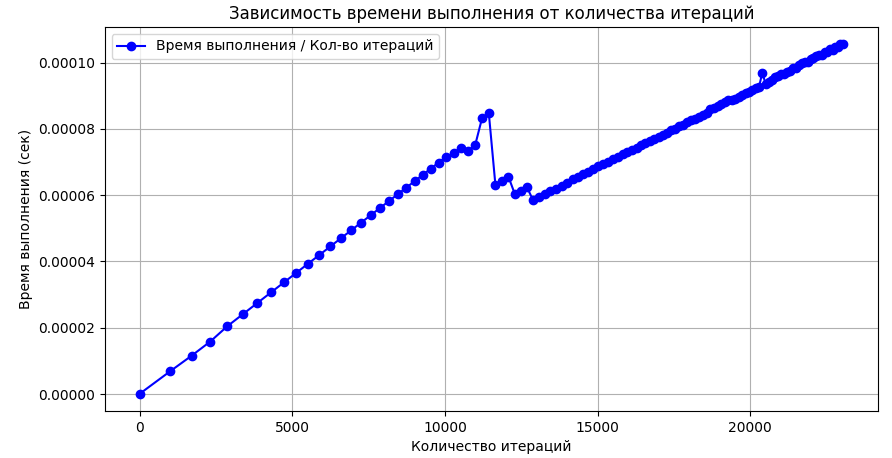 Зависимость времени выполнения от количества итераций
Время выполнения / Кол-во итераций
Время выполнения (сек)
0.00010
0.00008
0.00006
0.00004
0.00002
0.00000
0
5000
10000
15000
20000
Количество итераций